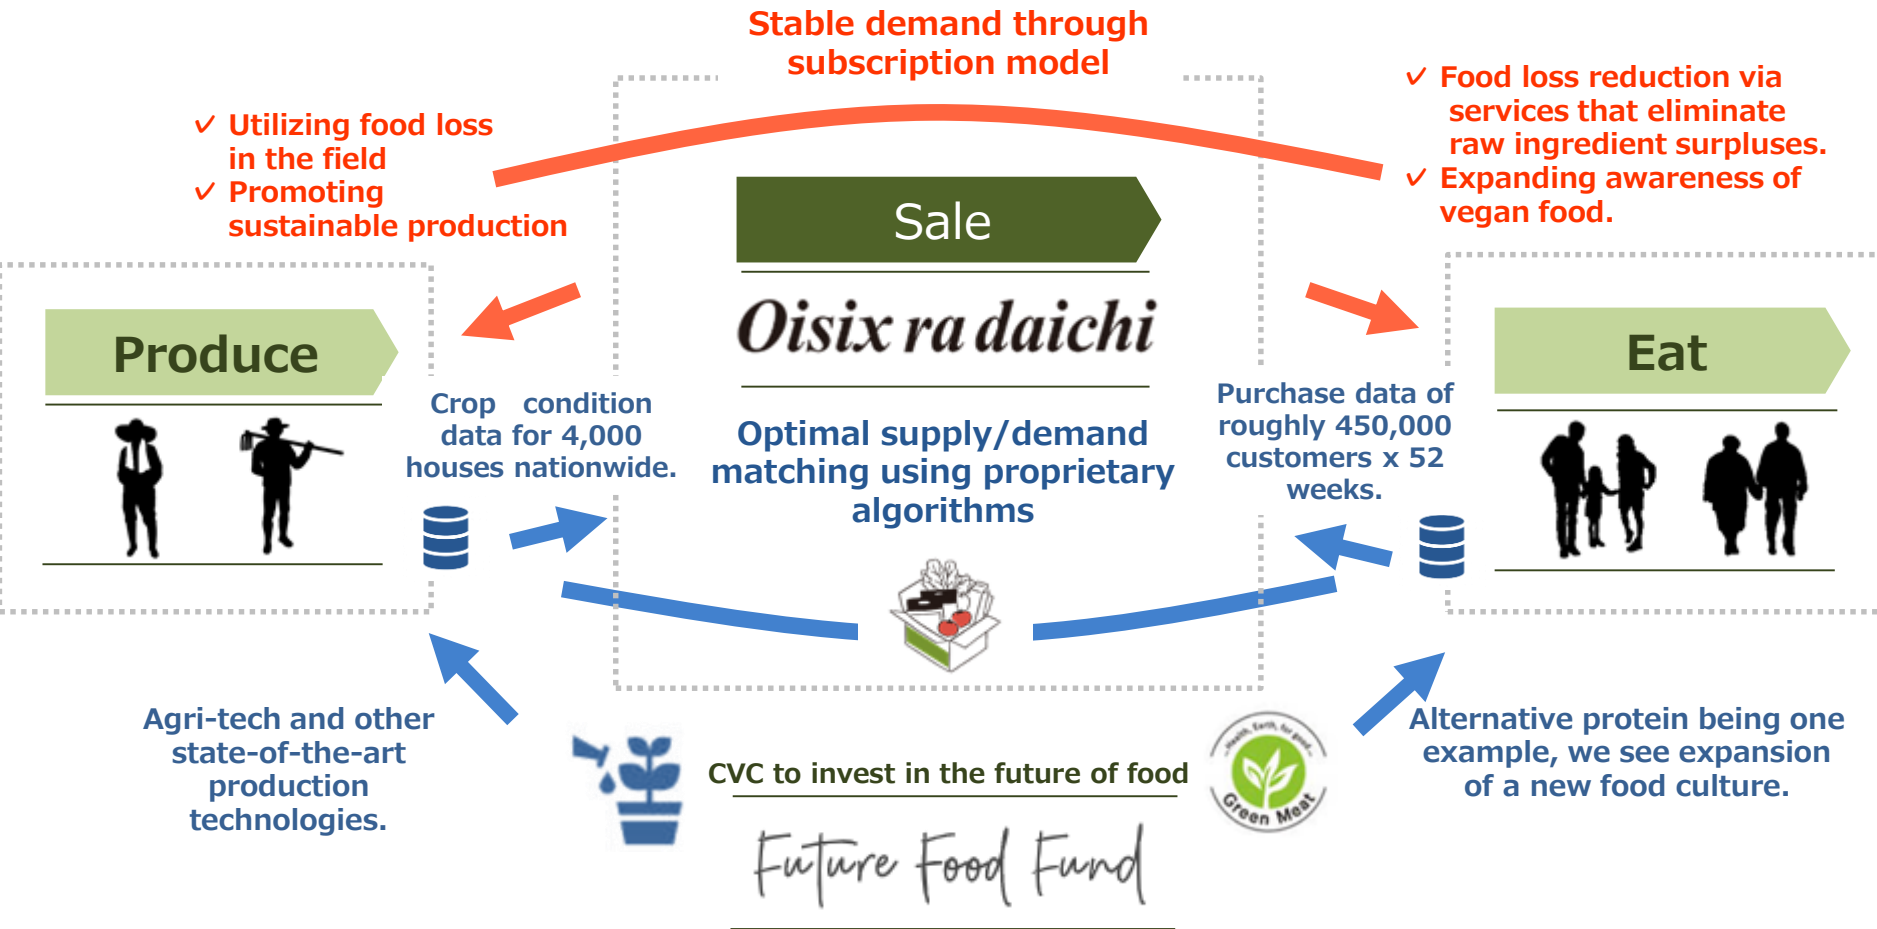 Stable demand through
subscription model
✓ Utilizing food loss
in the field
✓ Promoting
sustainable production
✓ Food loss reduction via
services that eliminate
raw ingredient surpluses.
✓ Expanding awareness of
vegan food.
Produce
Crop condition
data for 4,000
houses nationwide.
Sale
Oisix ra daichi
Optimal supply/demand
matching using proprietary
algorithms
Purchase data of
roughly 450,000
customers x 52
weeks.
Eat
Agri-tech and other
state-of-the-art
production
technologies.
CVC to invest in the future of food
Future Food Fund
Health, Earth, for good
Green Meat
Alternative protein being one
example, we see expansion
of a new food culture.